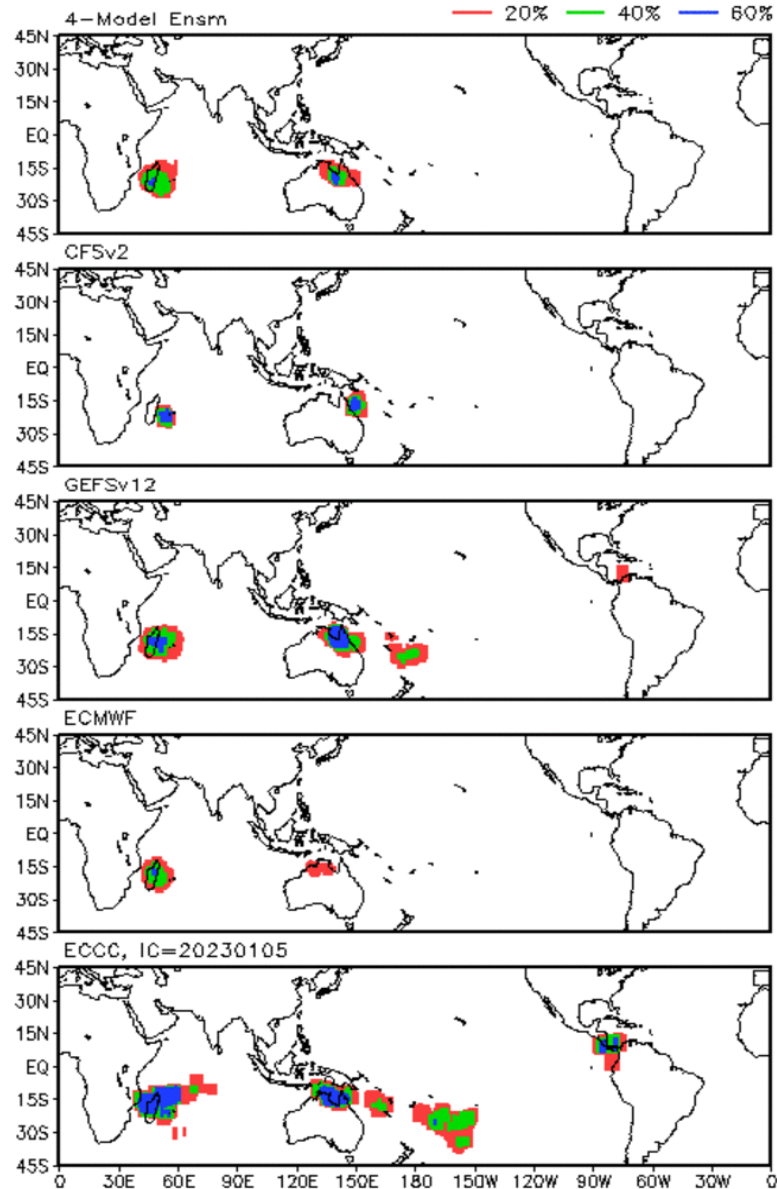 4-Model Ensm 20% 40% 60%
45N
30N
15N
EQ
15S
30S
45S
CFSv2
45N
30N
15N
EQ
15S
30S
45S
GEFSv12
45N
30N
15N
EQ
15S
30S
45S
ECMWF
45N
30N
15N
EQ
15S
30S
45S
ECCC, IC=20230105
45N
30N
15N
EQ
15S
30S
45S
0 30E 60E 90E 120E 150E 180 150W 120W 90W 60W 30W 0